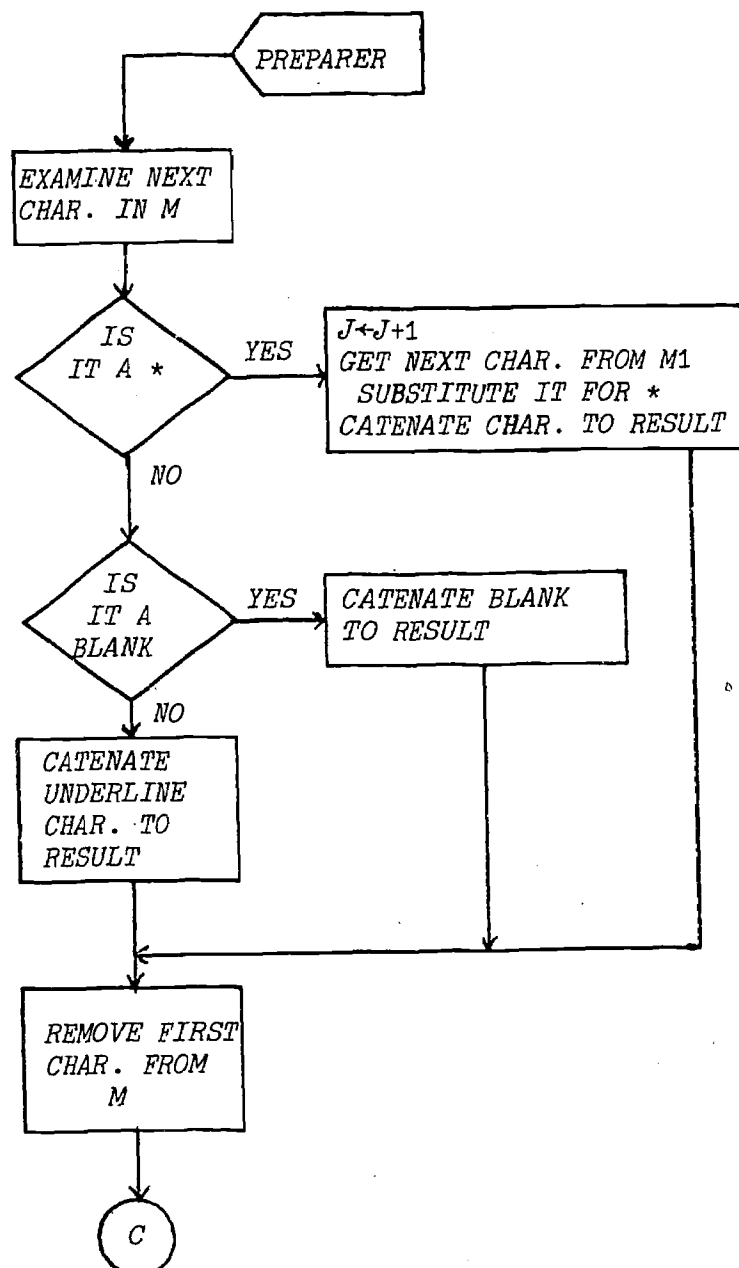 PREPARER
EXAMINE NEXT
CHAR. IN M
IS
IT A *
YES
J←J+1
GET NEXT CHAR. FROM M1
SUBSTITUTE IT FOR *
CATENATE CHAR. TO RESULT
NO
IS
IT A
BLANK
YES
CATENATE BLANK
TO RESULT
NO
CATENATE
UNDERLINE
CHAR. TO
RESULT
REMOVE FIRST
CHAR. FROM
M
C